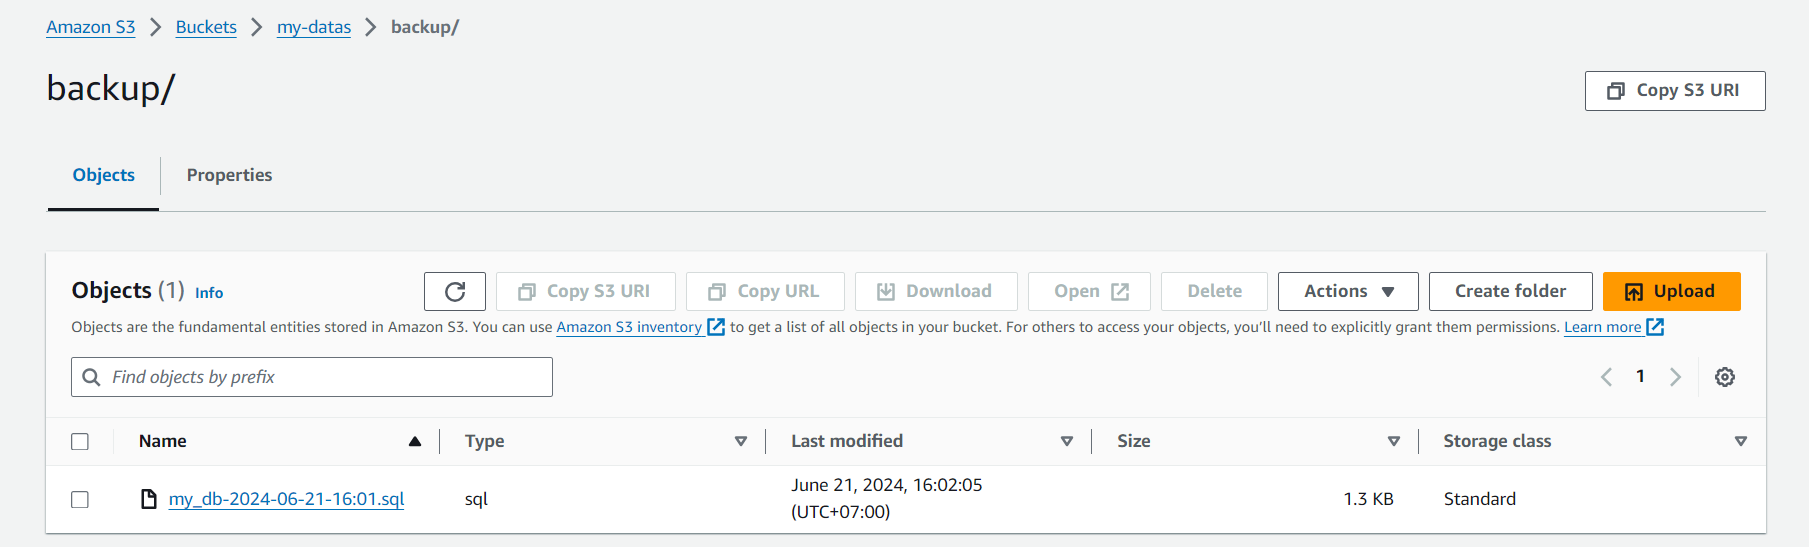 Amazon S3 > Buckets > my-datas > backup/
backup/
Copy S3 URI
Objects Properties
Objects (1) Info Copy S3 URI Copy URL Download Open Delete Actions Create folder Upload
Objects are the fundamental entities stored in Amazon S3. You can use Amazon S3 inventory to get a list of all objects in your bucket. For others to access your objects, you’ll need to explicitly grant them permissions. Learn more
Find objects by prefix 1
Name Type Last modified Size Storage class
my_db-2024-06-21-16:01.sql sql June 21, 2024, 16:02:05 (UTC+07:00) 1.3 KB Standard